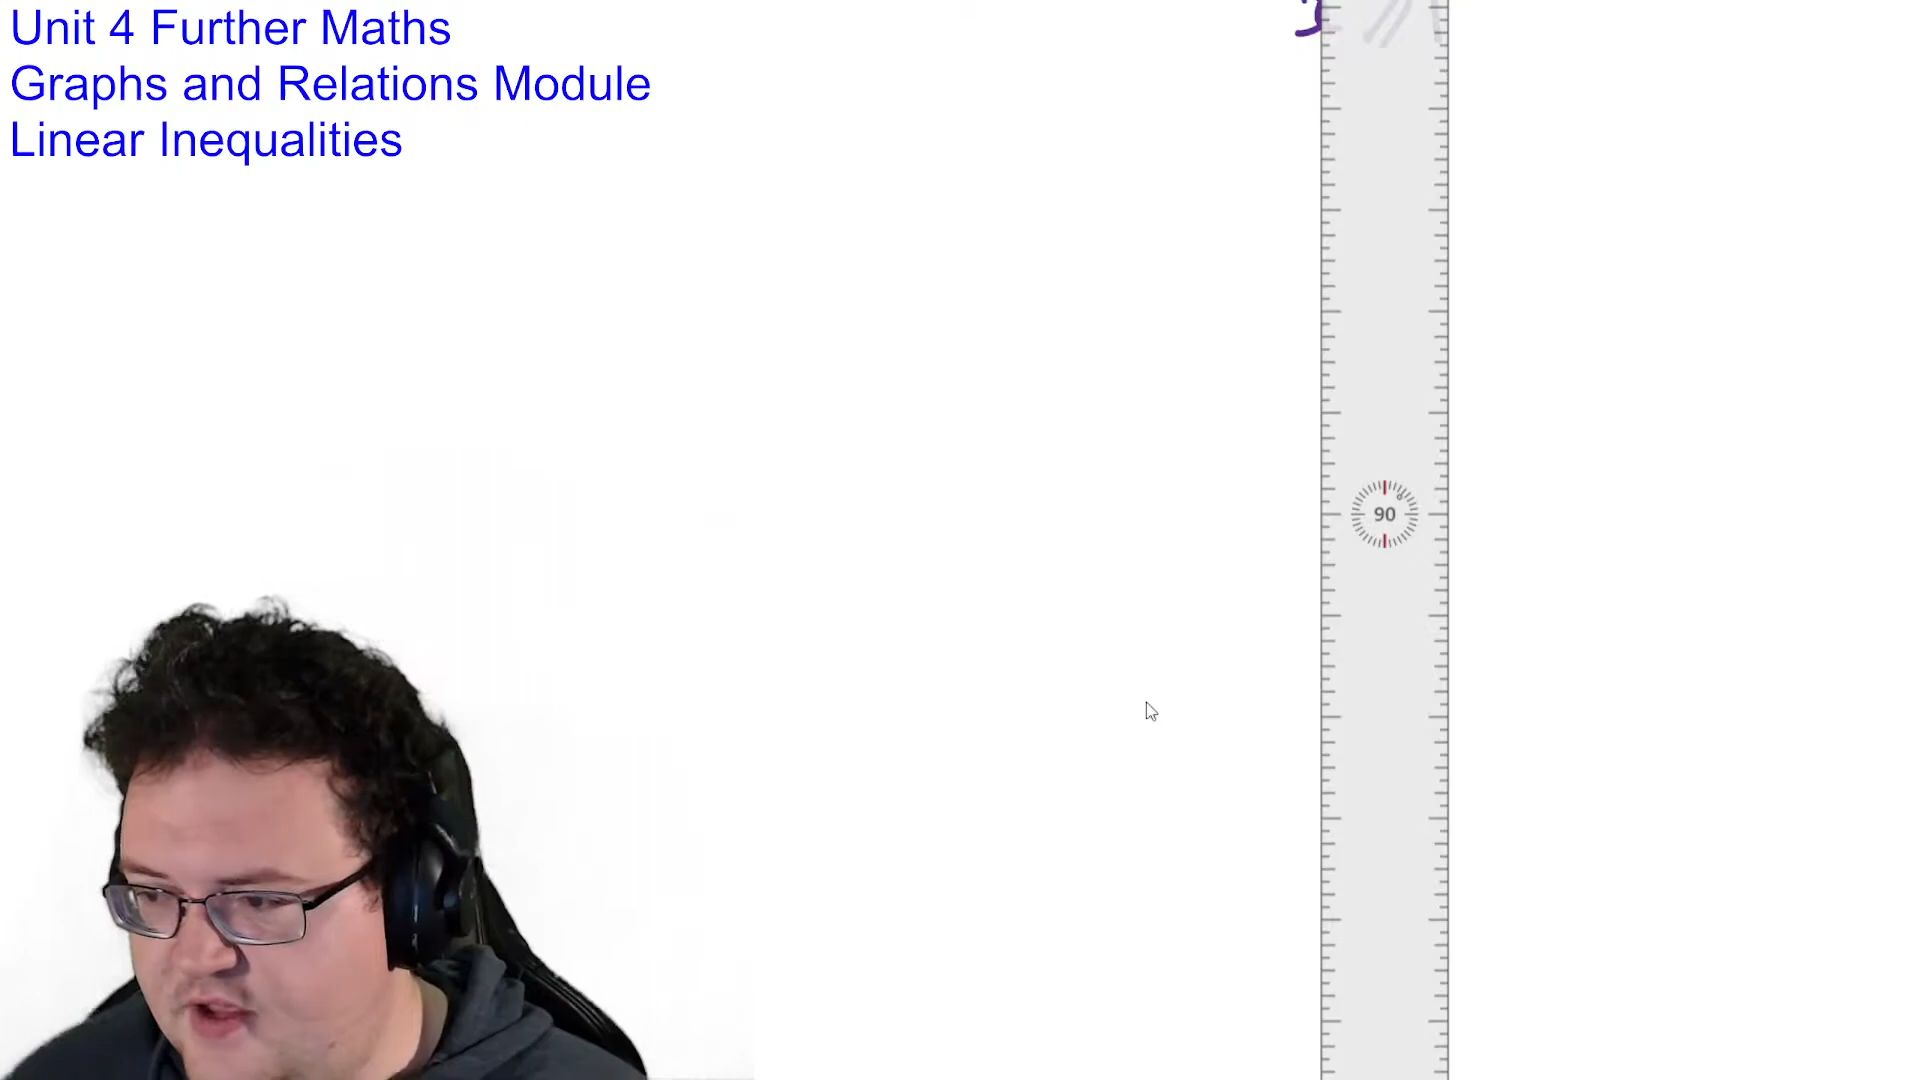 Unit 4 Further Maths
Graphs and Relations Module
Linear Inequalities
90